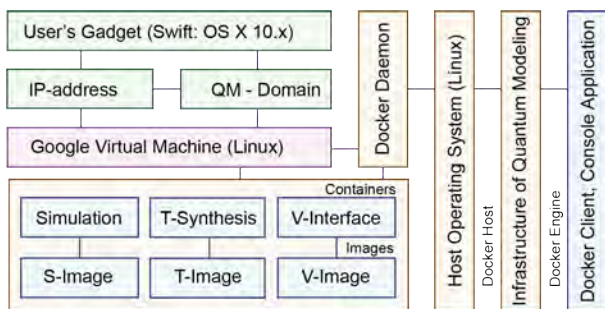 User's Gadget (Swift: OS X 10.x)
IP-address
QM - Domain
Google Virtual Machine (Linux)
Containers
Simulation
T-Synthesis
V-Interface
Images
S-Image
T-Image
V-Image
Docker Daemon
Host Operating System (Linux)
Docker Host
Infrastructure of Quantum Modeling
Docker Engine
Docker Client, Console Application